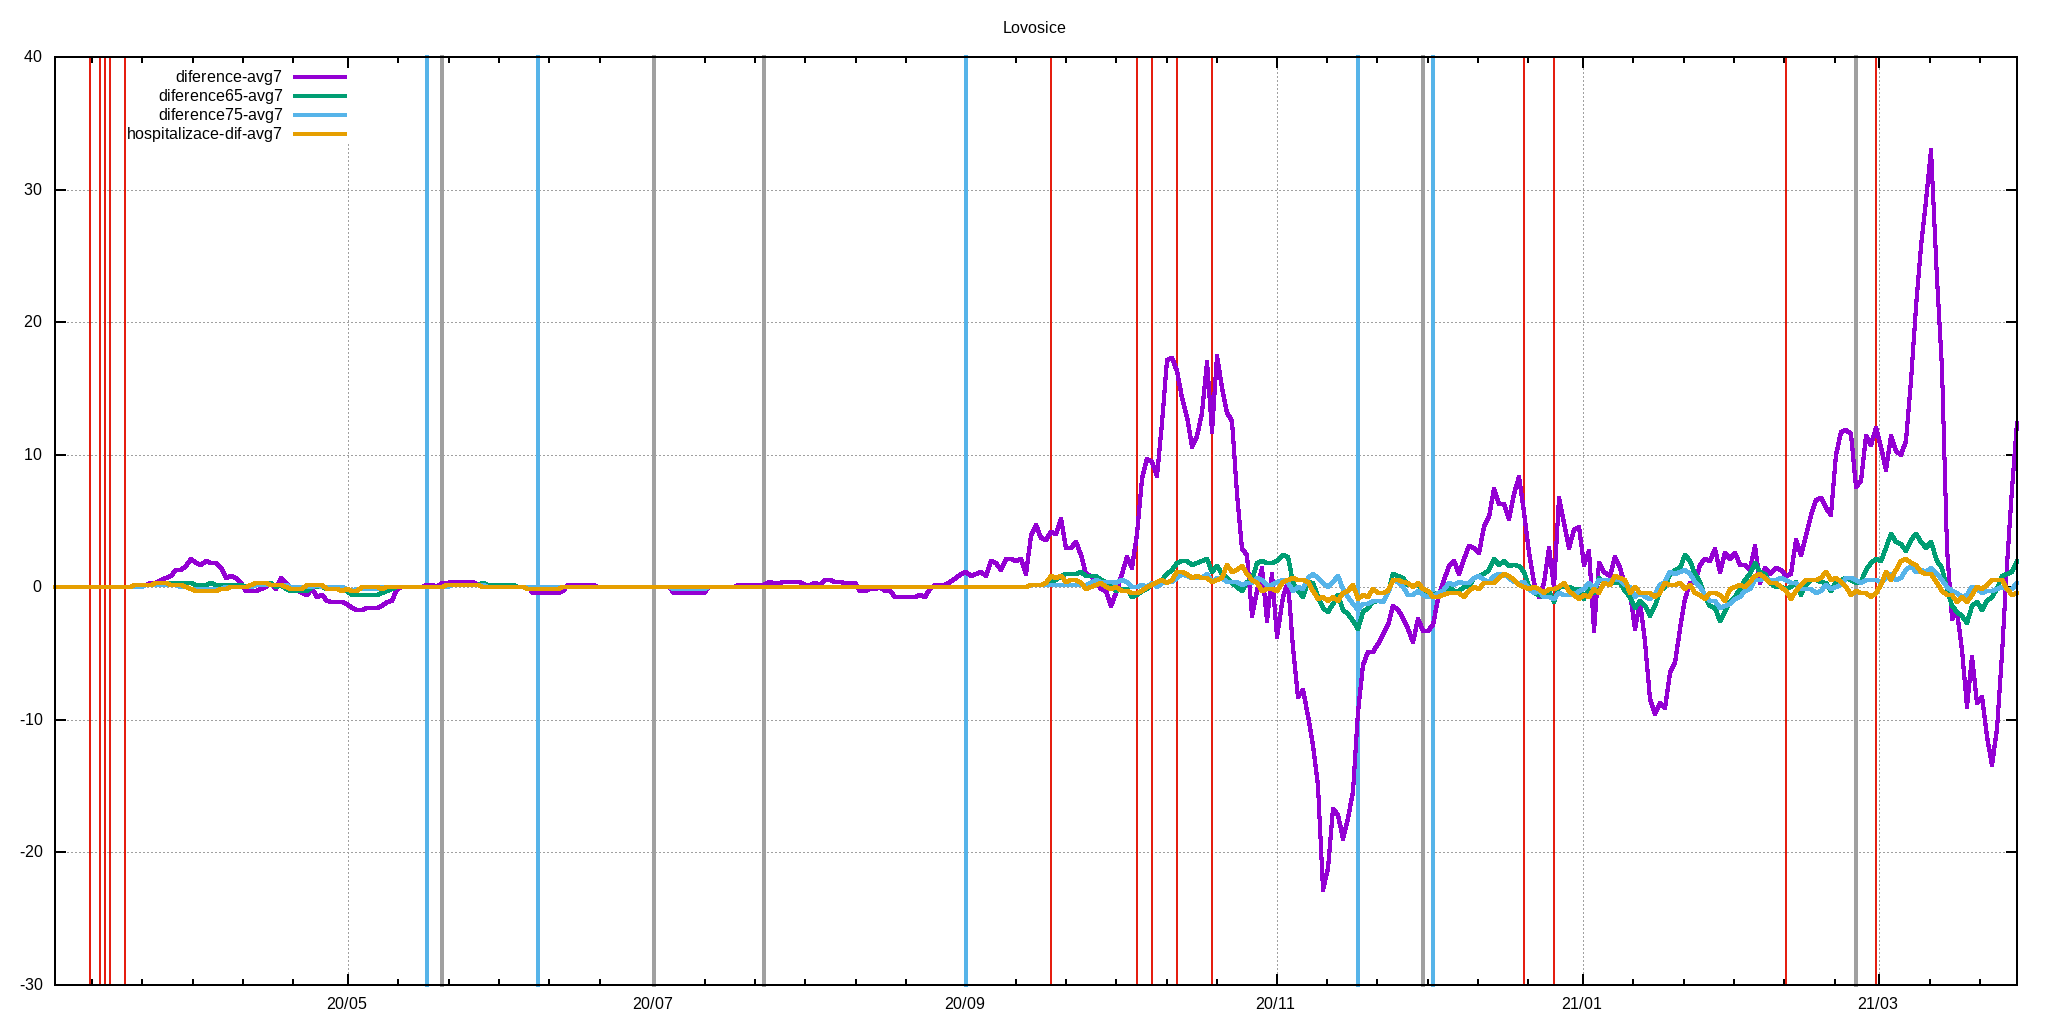 Lovosice
40
diference-avg7
diference65-avg7
diference75-avg7
hospitalizace-dif-avg7
30
20
10
0
-10
-20
-30
20/05 20/07 20/09 20/11 21/01 21/03